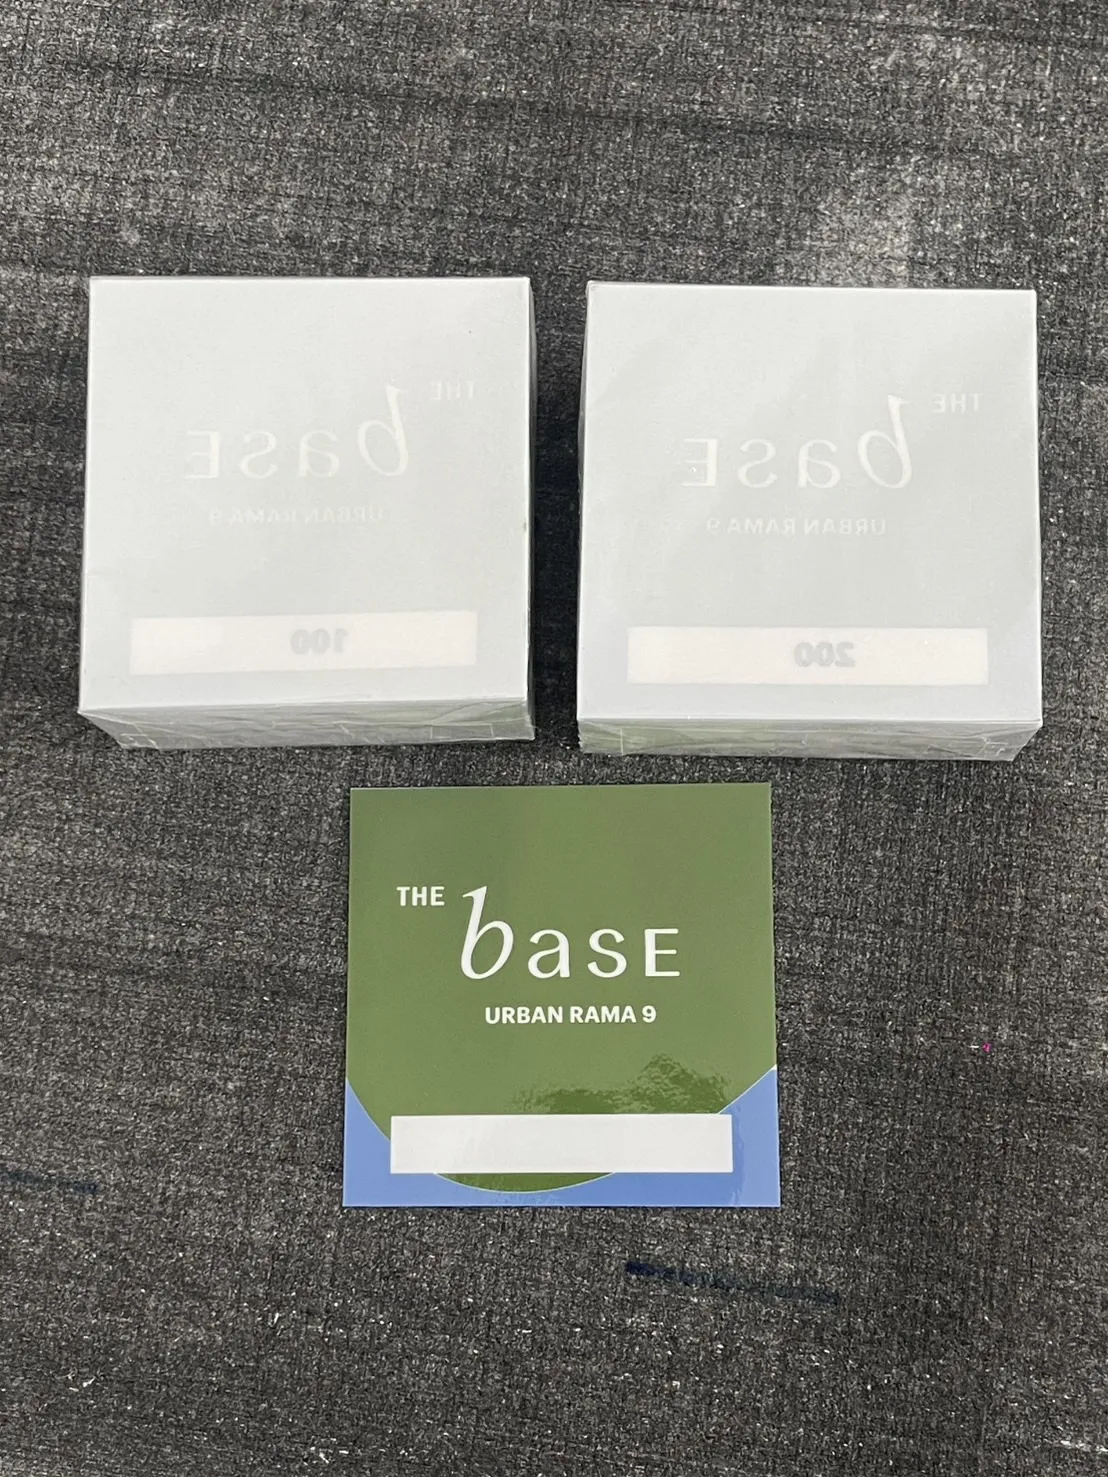 THE
base
URBAN RAMA 9
100
THE
base
URBAN RAMA 9
200
THE
base
URBAN RAMA 9